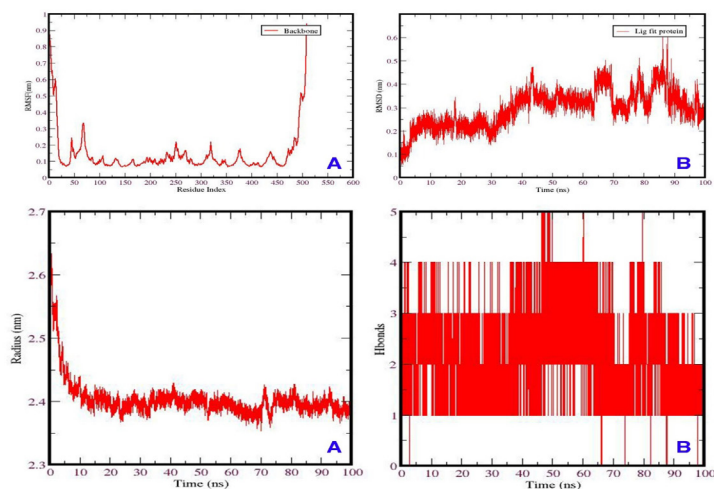 Backbone
RMSF(nm)
0.9
0.8
0.7
0.6
0.5
0.4
0.3
0.2
0.1
0
A
0 50 100 150 200 250 300 350 400 450 500 550 600
Residue Index
Lig fit protein
RMSD(nm)
0.6
0.5
0.4
0.3
0.2
0.1
0
B
0 10 20 30 40 50 60 70 80 90 100
Time (ns)
2.7
2.6
2.5
2.4
2.3
Radius (nm)
A
0 10 20 30 40 50 60 70 80 90 100
Time (ns)
5
4
3
2
1
0
Hbonds
B
0 10 20 30 40 50 60 70 80 90 100
Time (ns)